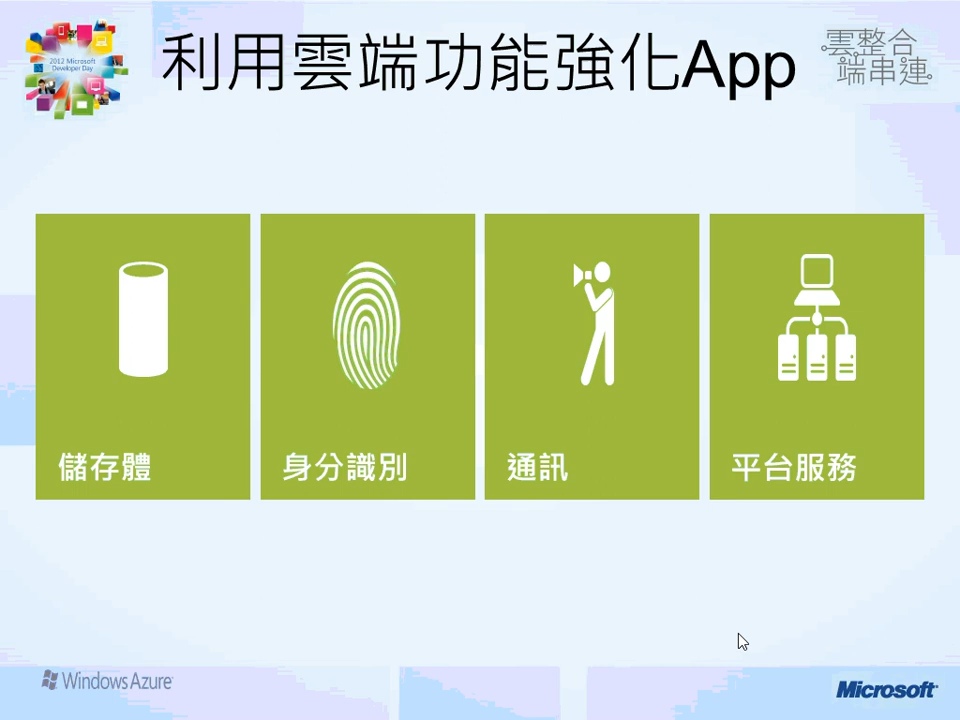 2012 Microsoft
Developer Day
利用雲端功能強化App
雲整合
端串連
儲存體
身分識別
通訊
平台服務
Windows Azure
Microsoft